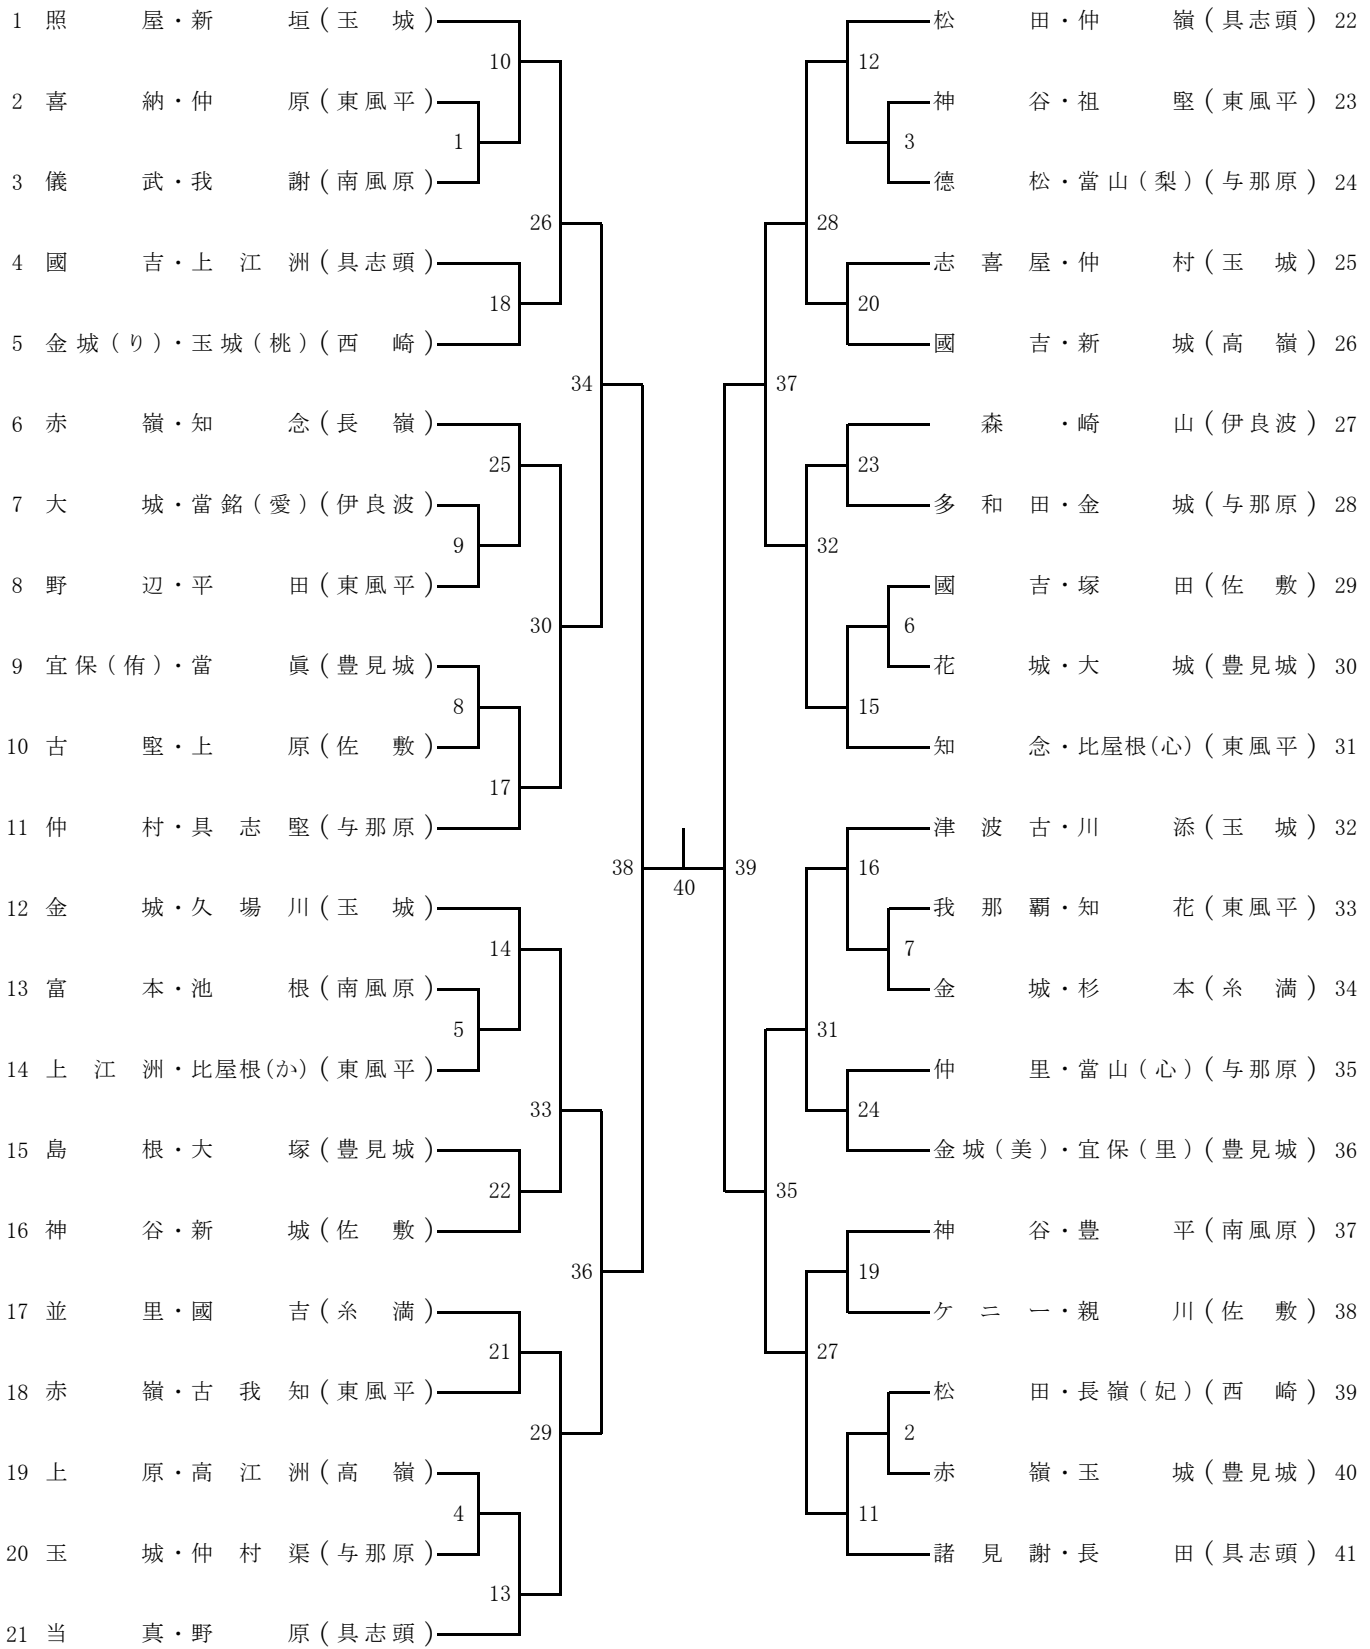 1 照屋・新垣(玉城)
10
2 喜納・仲原(東風平)
1
3 儀武・我謝(南風原)
26
4 國吉・上江洲(具志頭)
18
5 金城(り)・玉城(桃)(西崎)
34
6 赤嶺・知念(長嶺)
25
7 大城・當銘(愛)(伊良波)
9
8 野辺・平田(東風平)
30
9 宜保(侑)・當眞(豊見城)
8
10 古堅・上原(佐敷)
17
11 仲村・具志堅(与那原)
38
12 金城・久場川(玉城)
14
13 富本・池根(南風原)
5
14 上江洲・比屋根(か)(東風平)
33
15 島根・大塚(豊見城)
22
16 神谷・新城(佐敷)
36
17 並里・國吉(糸満)
21
18 赤嶺・古我知(東風平)
29
19 上原・高江洲(高嶺)
4
20 玉城・仲村渠(与那原)
13
21 当真・野原(具志頭)
40
松田・仲嶺(具志頭) 22
12
神谷・祖堅(東風平) 23
3
德松・當山(梨)(与那原) 24
28
志喜屋・仲村(玉城) 25
20
國吉・新城(高嶺) 26
37
森・崎山(伊良波) 27
23
多和田・金城(与那原) 28
32
國吉・塚田(佐敷) 29
6
花城・大城(豊見城) 30
15
知念・比屋根(心)(東風平) 31
津波古・川添(玉城) 32
39
16
我那覇・知花(東風平) 33
7
金城・杉本(糸満) 34
31
仲里・當山(心)(与那原) 35
24
金城(美)・宜保(里)(豊見城) 36
35
神谷・豊平(南風原) 37
19
ケニー・親川(佐敷) 38
27
松田・長嶺(妃)(西崎) 39
2
赤嶺・玉城(豊見城) 40
11
諸見謝・長田(具志頭) 41